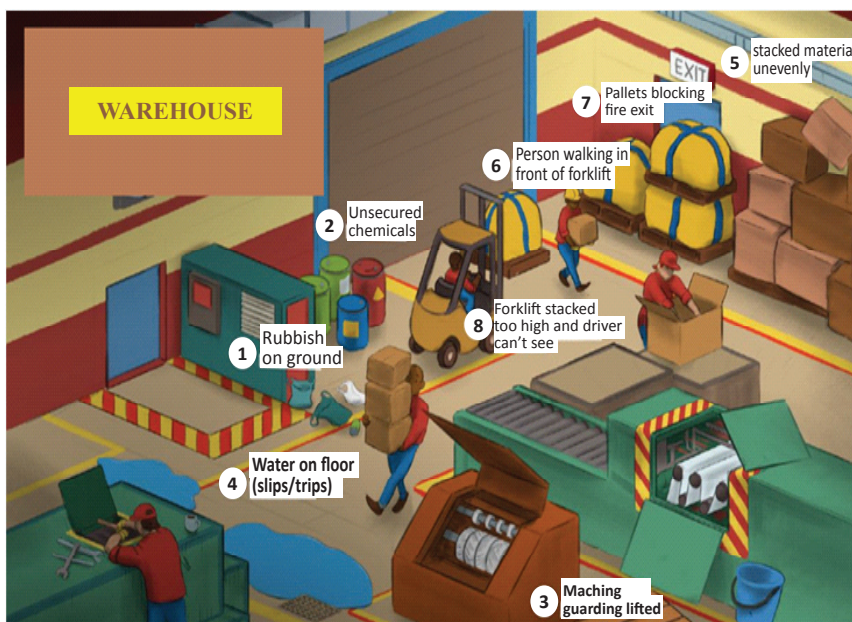 WAREHOUSE
EXIT
5
stacked materia
unevenly
7
Pallets blocking
fire exit
6
Person walking in
front of forklift
2
Unsecured
chemicals
8
Forklift stacked
too high and driver
can't see
1
Rubbish
on ground
4
Water on floor
(slips/trips)
3
Maching
guarding lifted